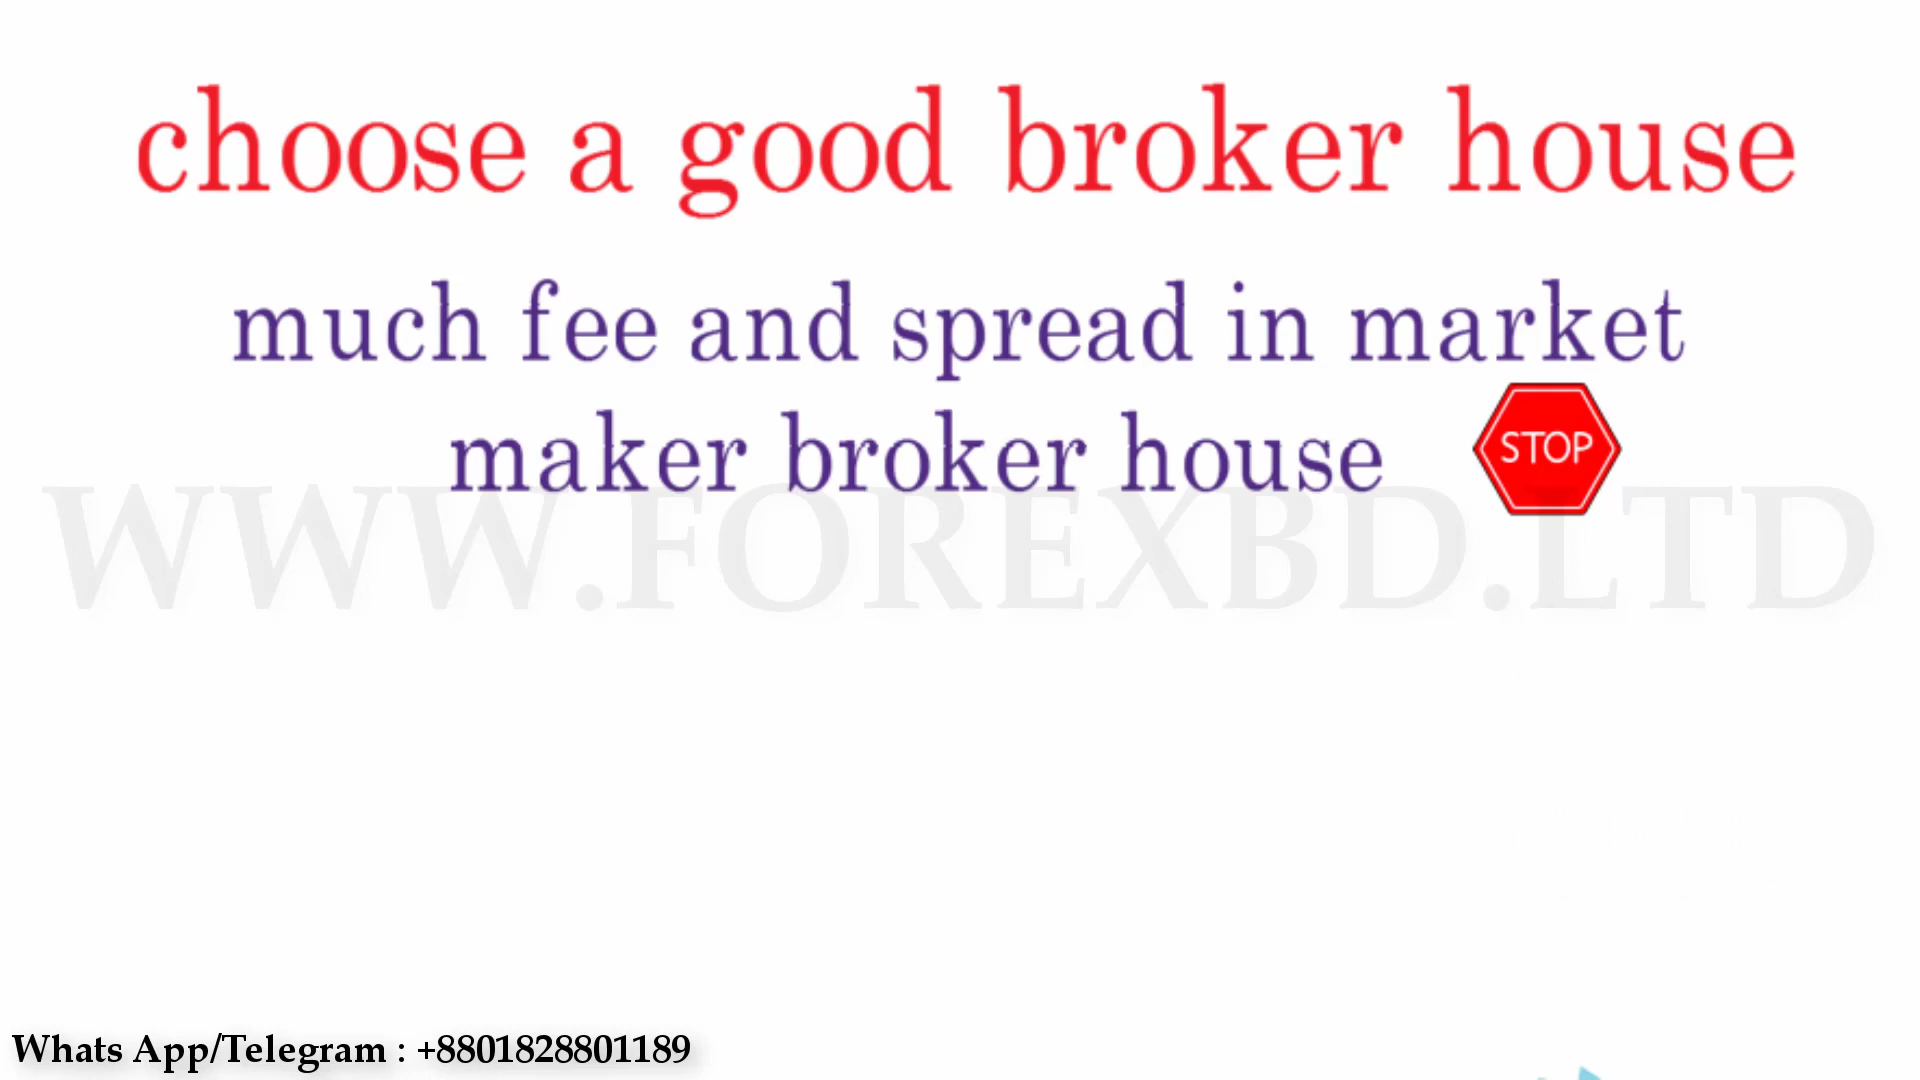 choose a good broker house
much fee and spread in market
maker broker house
STOP
WWW.FOREXBD.LTD
Whats App/Telegram : +8801828801189